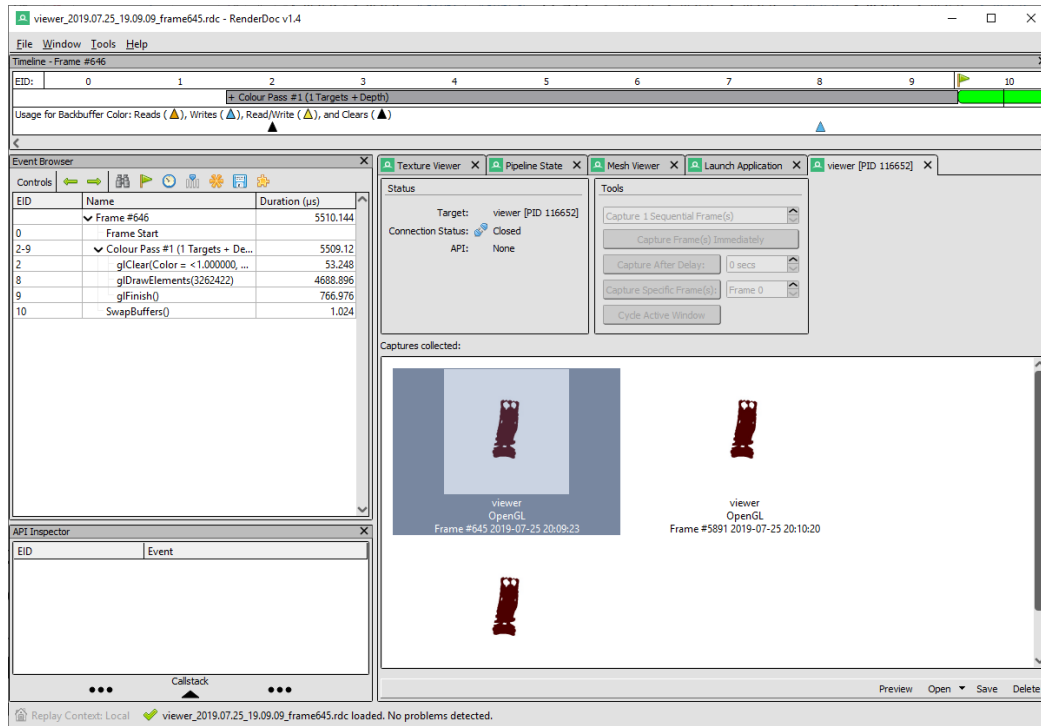 viewer_2019.07.25_19.09.09_frame645.rdc - RenderDoc v1.4
File Window Tools Help
Timeline - Frame #646
EID: 0 1 2 3 4 5 6 7 8 9 10
+ Colour Pass #1 (1 Targets + Depth)
Usage for Backbuffer Color: Reads ( ), Writes ( ), Read/Write ( ), and Clears ( )
Event Browser
Controls
EID Name Duration (µs)
Frame #646 5510.144
0 Frame Start
2-9 Colour Pass #1 (1 Targets + De... 5509.12
2 glClear(Color = <1.000000, ... 53.248
8 glDrawElements(3262422) 4688.896
9 glFinish() 766.976
10 SwapBuffers() 1.024
API Inspector
EID Event
Callstack
Texture Viewer Pipeline State Mesh Viewer Launch Application viewer [PID 116652]
Status
Target: viewer [PID 116652]
Connection Status: Closed
API: None
Tools
Capture 1 Sequential Frame(s)
Capture Frame(s) Immediately
Capture After Delay: 0 secs
Capture Specific Frame(s): Frame 0
Cycle Active Window
Captures collected:
viewer
OpenGL
Frame #645 2019-07-25 20:09:23
viewer
OpenGL
Frame #5891 2019-07-25 20:10:20
Preview Open Save Delete
Replay Context: Local viewer_2019.07.25_19.09.09_frame645.rdc loaded. No problems detected.